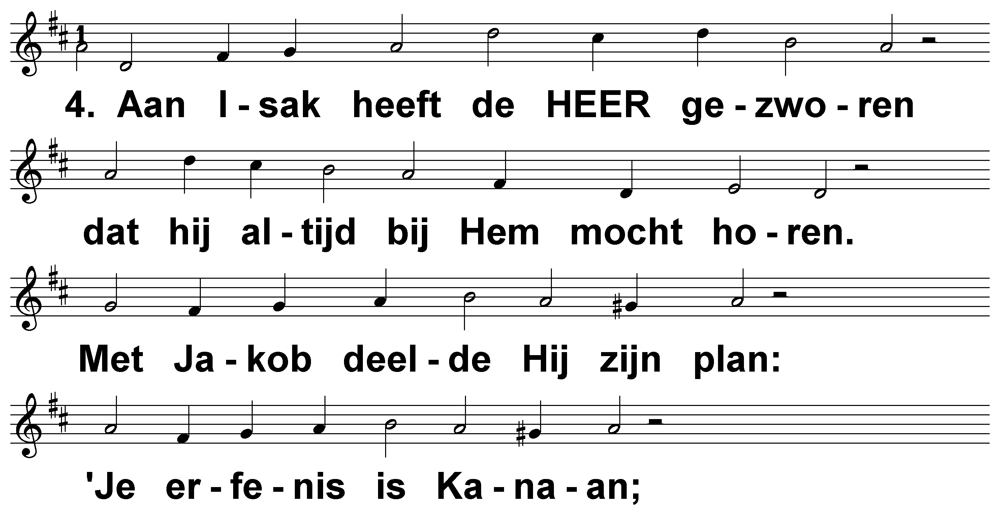 1
4. Aan I - sak heeft de HEER ge - zwo - ren
dat hij al - tijd bij Hem mocht ho - ren.
Met Ja - kob deel - de Hij zijn plan:
'Je er - fe - nis is Ka - na - an;